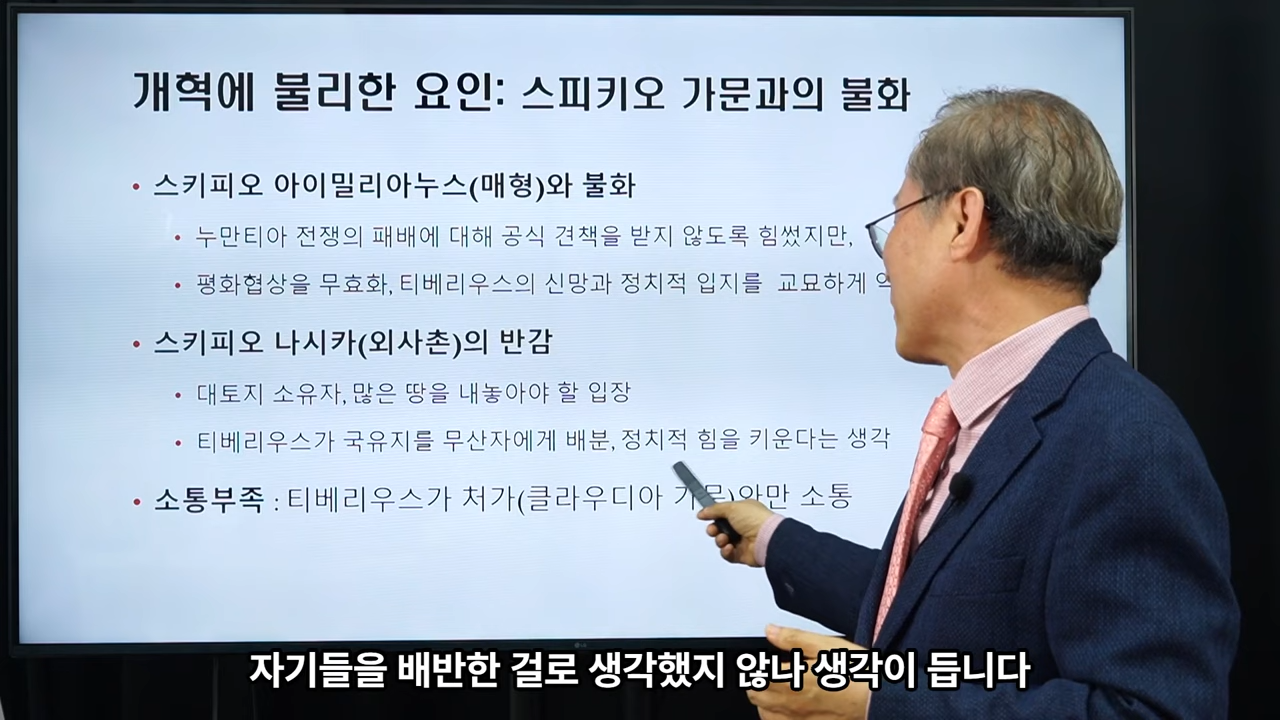 개혁에 불리한 요인: 스피키오 가문과의 불화
• 스키피오 아이밀리아누스(매형)와 불화
• 누만티아 전쟁의 패배에 대해 공식 견책을 받지 않도록 힘썼지만,
• 평화협상을 무효화, 티베리우스의 신망과 정치적 입지를 교묘하게
• 스키피오 나시카(외사촌)의 반감
• 대토지 소유자, 많은 땅을 내놓아야 할 입장
• 티베리우스가 국유지를 무산자에게 배분, 정치적 힘을 키운다는 생각
• 소통부족 : 티베리우스가 처가(클라우디아 가문)와만 소통
LG
자기들을 배반한 걸로 생각했지 않나 생각이 듭니다